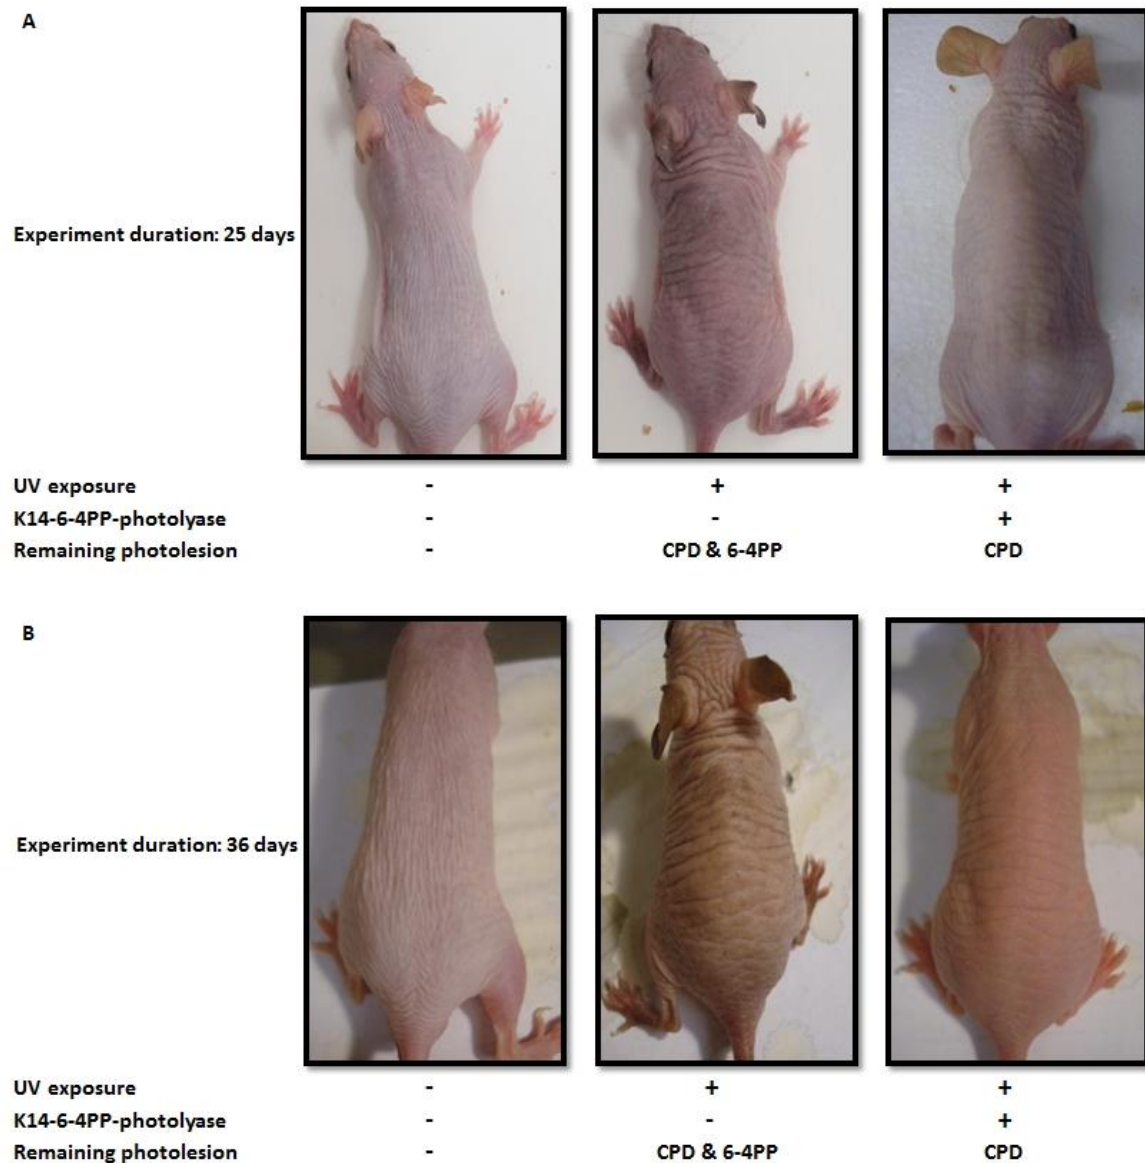 A
Experiment duration: 25 days
UV exposure - + +
K14-6-4PP-photolyase - - +
Remaining photolesion - CPD & 6-4PP CPD
B
Experiment duration: 36 days
UV exposure - + +
K14-6-4PP-photolyase - - +
Remaining photolesion - CPD & 6-4PP CPD